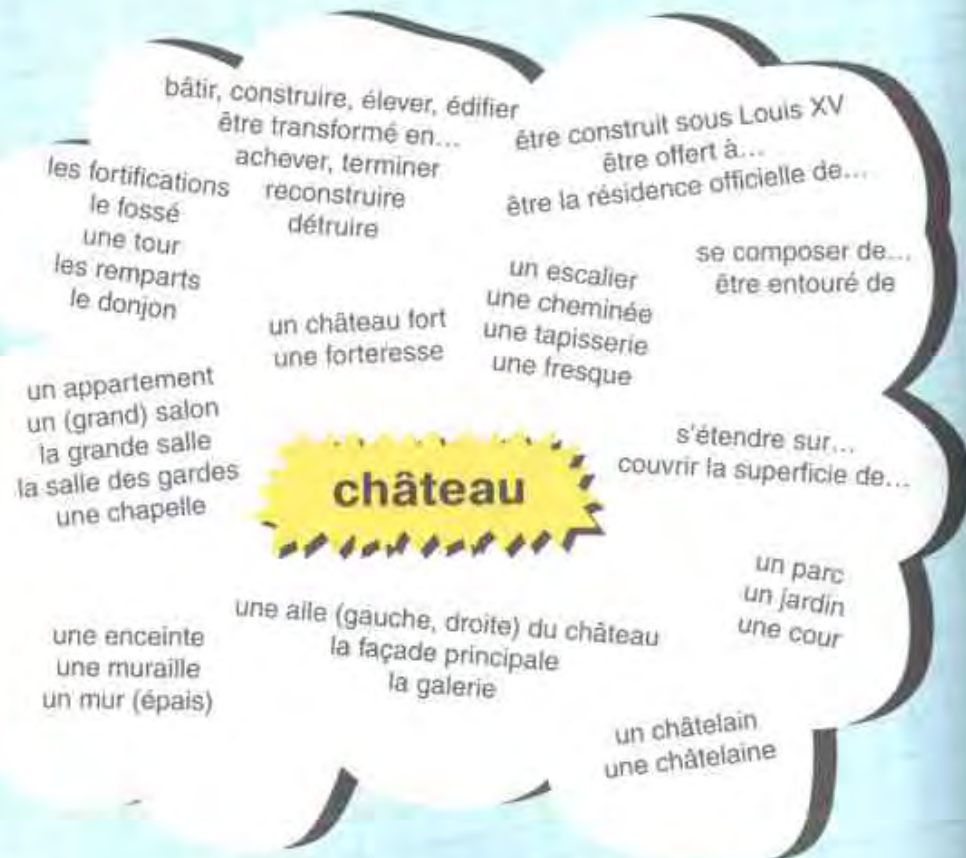 bâtir, construire, élever, édifier
être transformé en...
achever, terminer
reconstruire
détruire
être construit sous Louis XV
être offert à...
être la résidence officielle de...
les fortifications
le fossé
une tour
les remparts
le donjon
un château fort
une forteresse
un escalier
une cheminée
une tapisserie
une fresque
se composer de...
être entouré de
un appartement
un (grand) salon
la grande salle
la salle des gardes
une chapelle
château
s'étendre sur...
couvrir la superficie de...
une enceinte
une muraille
un mur (épais)
une aile (gauche, droite) du château
la façade principale
la galerie
un parc
un jardin
une cour
un châtelain
une châtelaine